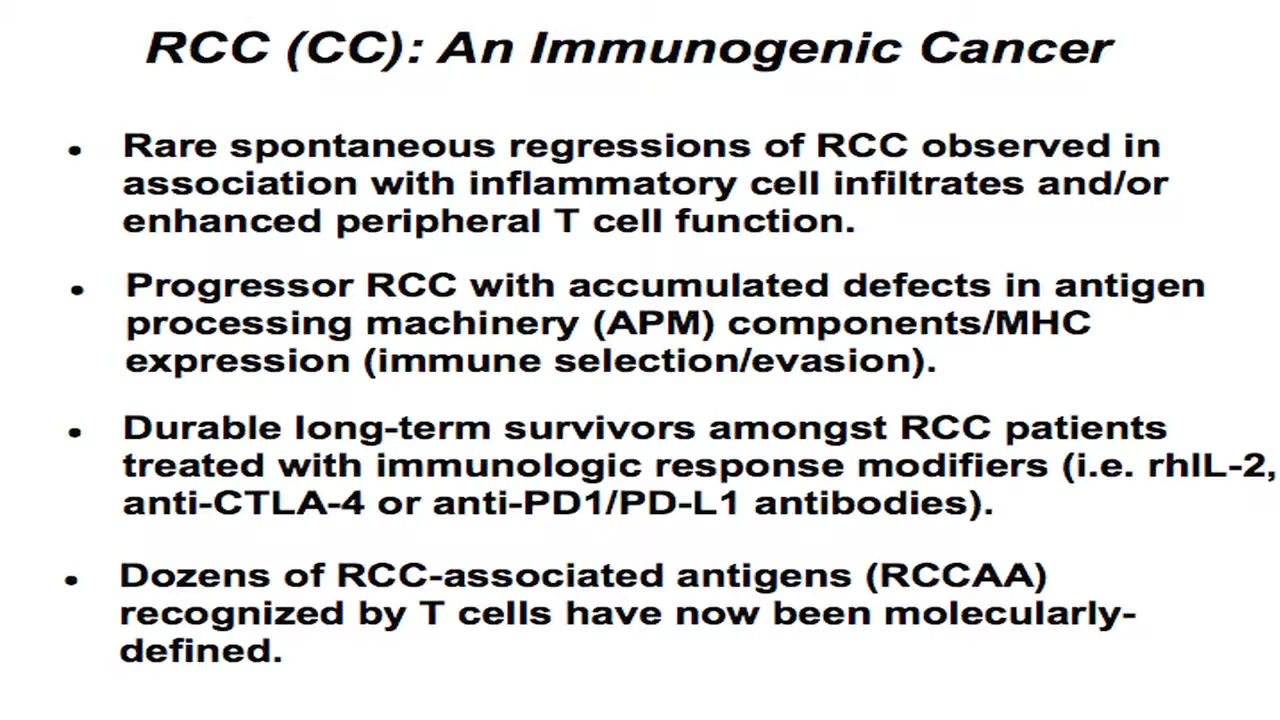 RCC (CC): An Immunogenic Cancer
• Rare spontaneous regressions of RCC observed in
association with inflammatory cell infiltrates and/or
enhanced peripheral T cell function.
• Progressor RCC with accumulated defects in antigen
processing machinery (APM) components/MHC
expression (immune selection/evasion).
• Durable long-term survivors amongst RCC patients
treated with immunologic response modifiers (i.e. rhIL-2,
anti-CTLA-4 or anti-PD1/PD-L1 antibodies).
• Dozens of RCC-associated antigens (RCCAA)
recognized by T cells have now been molecularly-
defined.